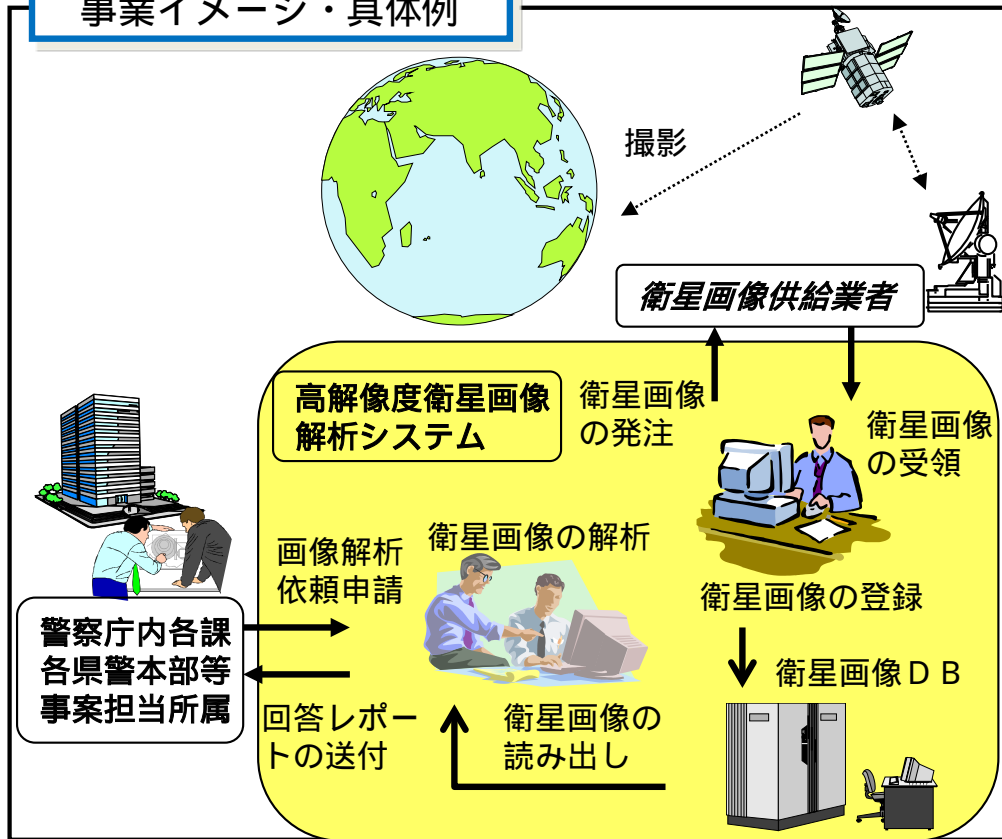 事業イメージ・具体例
撮影
衛星画像供給業者
高解像度衛星画像
解析システム
衛星画像
の発注
衛星画像
の受領
画像解析
依頼申請
衛星画像の解析
衛星画像の登録
警察庁内各課
各県警本部等
事案担当所属
衛星画像ＤＢ
回答レポー
トの送付
衛星画像の
読み出し